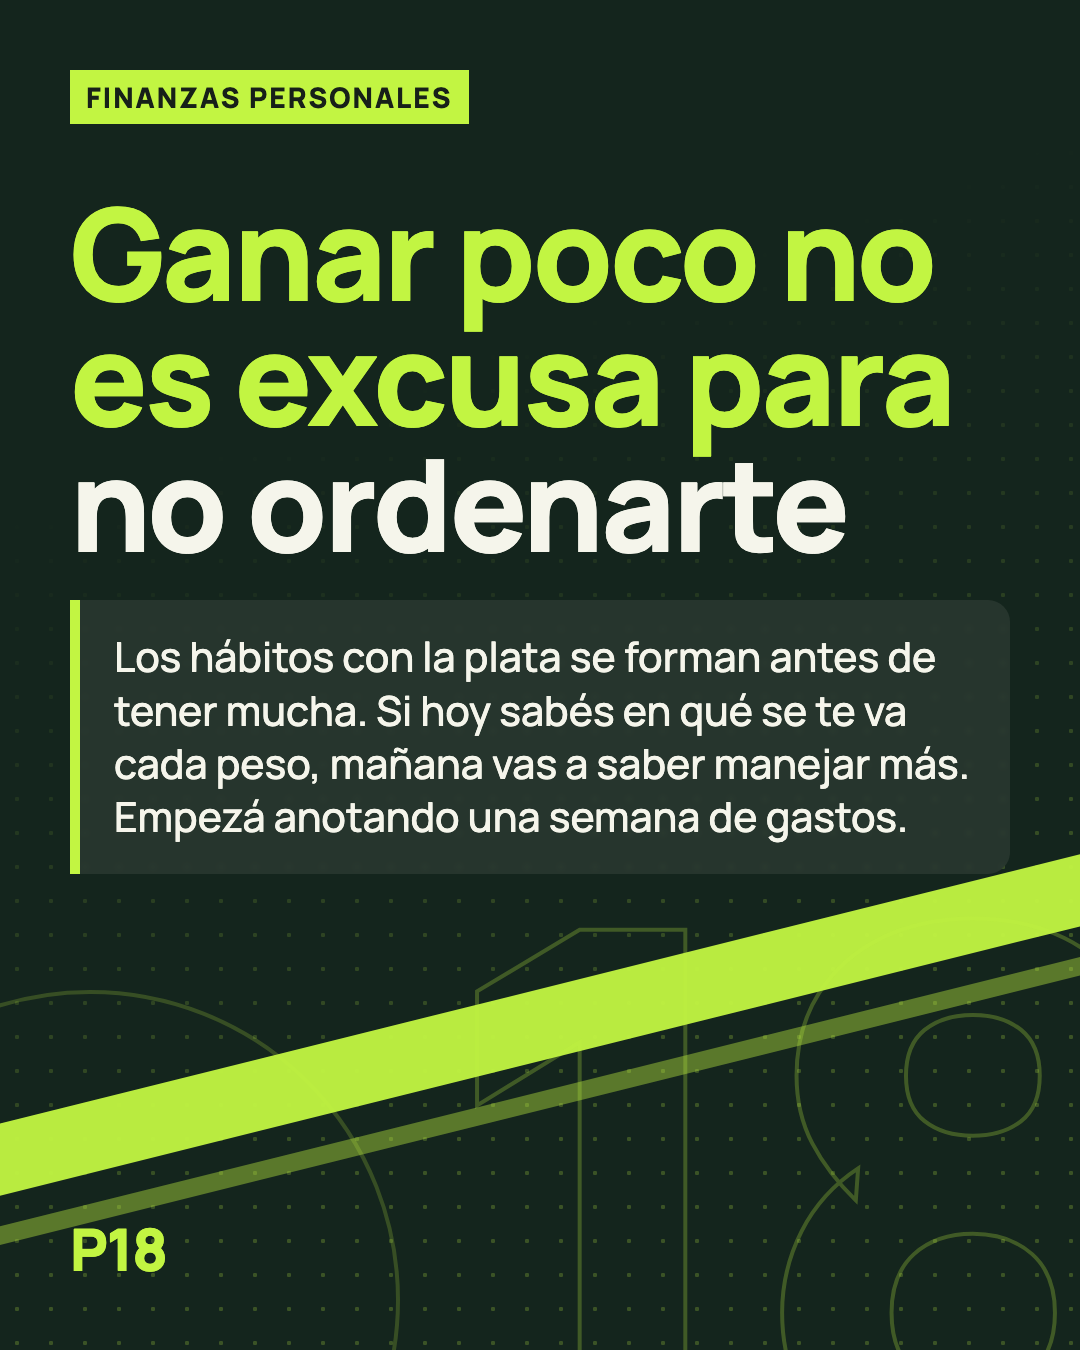 FINANZAS PERSONALES
Ganar poco no
es excusa para
no ordenarte
Los hábitos con la plata se forman antes de
tener mucha. Si hoy sabés en qué se te va
cada peso, mañana vas a saber manejar más.
Empezá anotando una semana de gastos.
18
P18